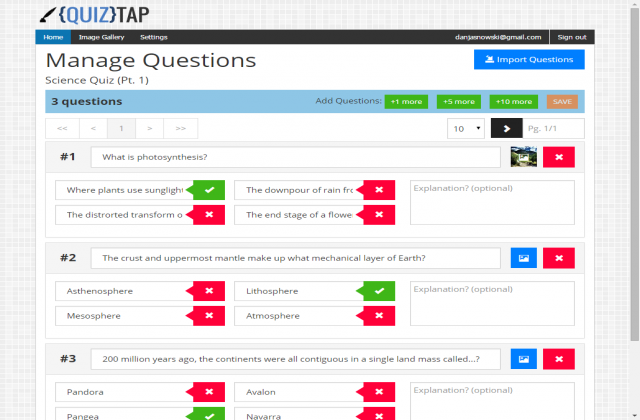 {QUIZ}TAP
Home Image Gallery Settings danjanowski@gmail.com Sign out
Manage Questions Import Questions
Science Quiz (Pt. 1)
3 questions Add Questions: +1 more +5 more +10 more SAVE
<< < 1 > >> 10 Pg. 1/1
#1 What is photosynthesis?
Where plants use sunlight The downpour of rain fro Explanation? (optional)
The distrorted transform o The end stage of a flowe
#2 The crust and uppermost mantle make up what mechanical layer of Earth?
Asthenosphere Lithosphere Explanation? (optional)
Mesosphere Atmosphere
#3 200 million years ago, the continents were all contiguous in a single land mass called...?
Pandora Avalon Explanation? (optional)
Pangea Navarra